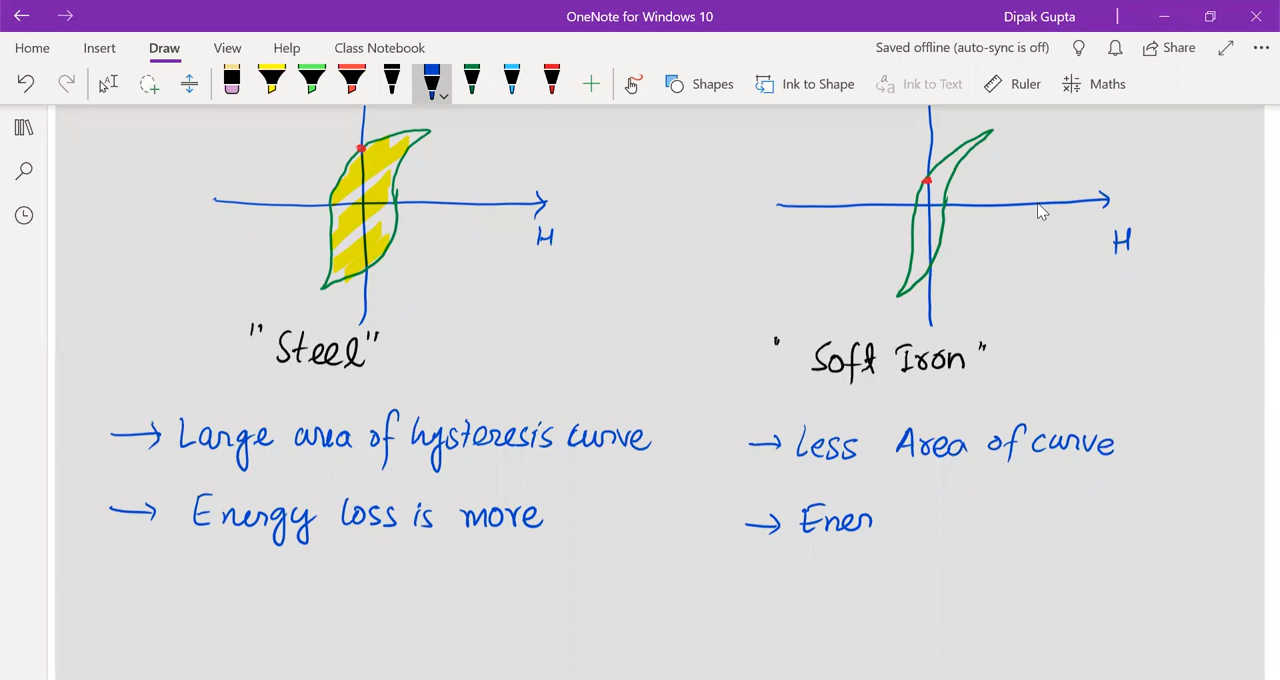 OneNote for Windows 10
Dipak Gupta
Home Insert Draw View Help Class Notebook
Saved offline (auto-sync is off)
Share
Shapes
Ink to Shape
Ink to Text
Ruler
Maths
H
H
"Steel"
"Soft Iron"
→ Large area of hysteresis curve
→ Less Area of curve
→ Energy loss is more
→ Ener